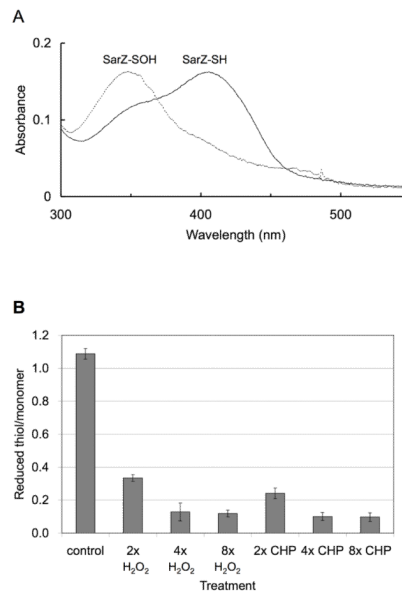 A
0.2
SarZ-SOH SarZ-SH
Absorbance
0.1
0
300 400 500
Wavelength (nm)
B
1.2
1.0
0.8
0.6
0.4
0.2
0.0
Reduced thiol/monomer
control 2x 4x 8x 2x CHP 4x CHP 8x CHP
H₂O₂ H₂O₂ H₂O₂
Treatment